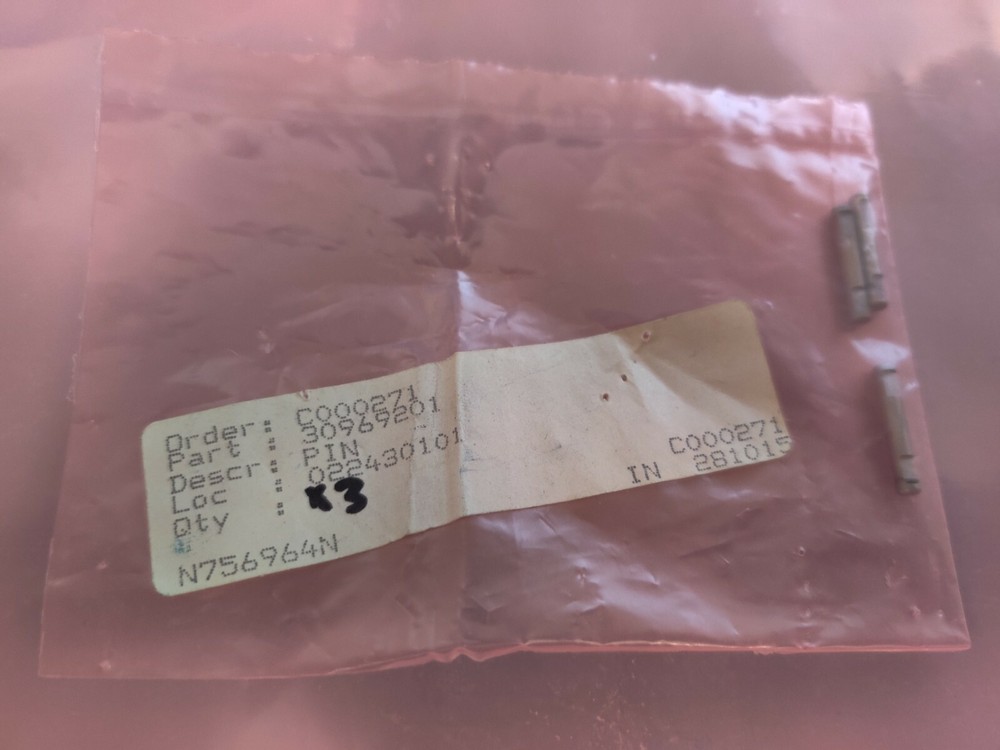 Order : C000271
Part : 30969201
Descr : PIN
Loc : 022430101
Qty : x3
N756964N
C000271
IN 281015